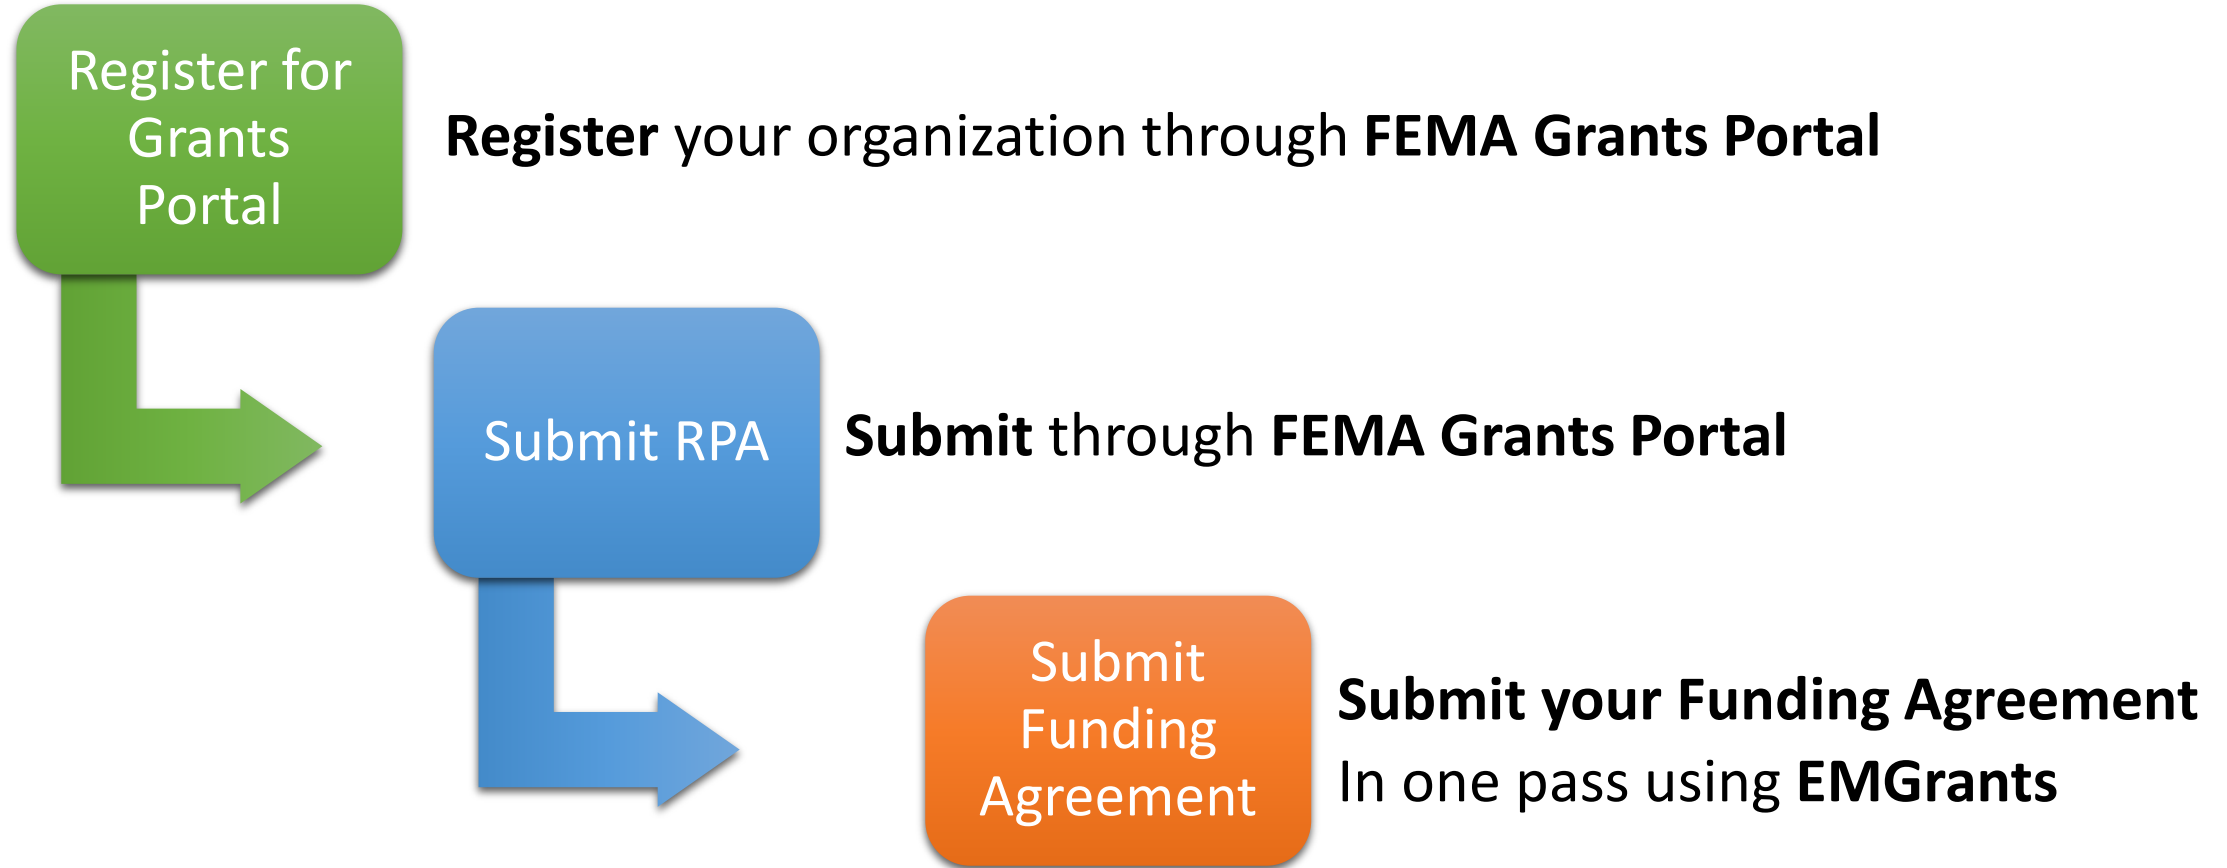 Register for
Grants
Portal
Register your organization through FEMA Grants Portal
Submit RPA
Submit through FEMA Grants Portal
Submit
Funding
Agreement
Submit your Funding Agreement
In one pass using EMGrants